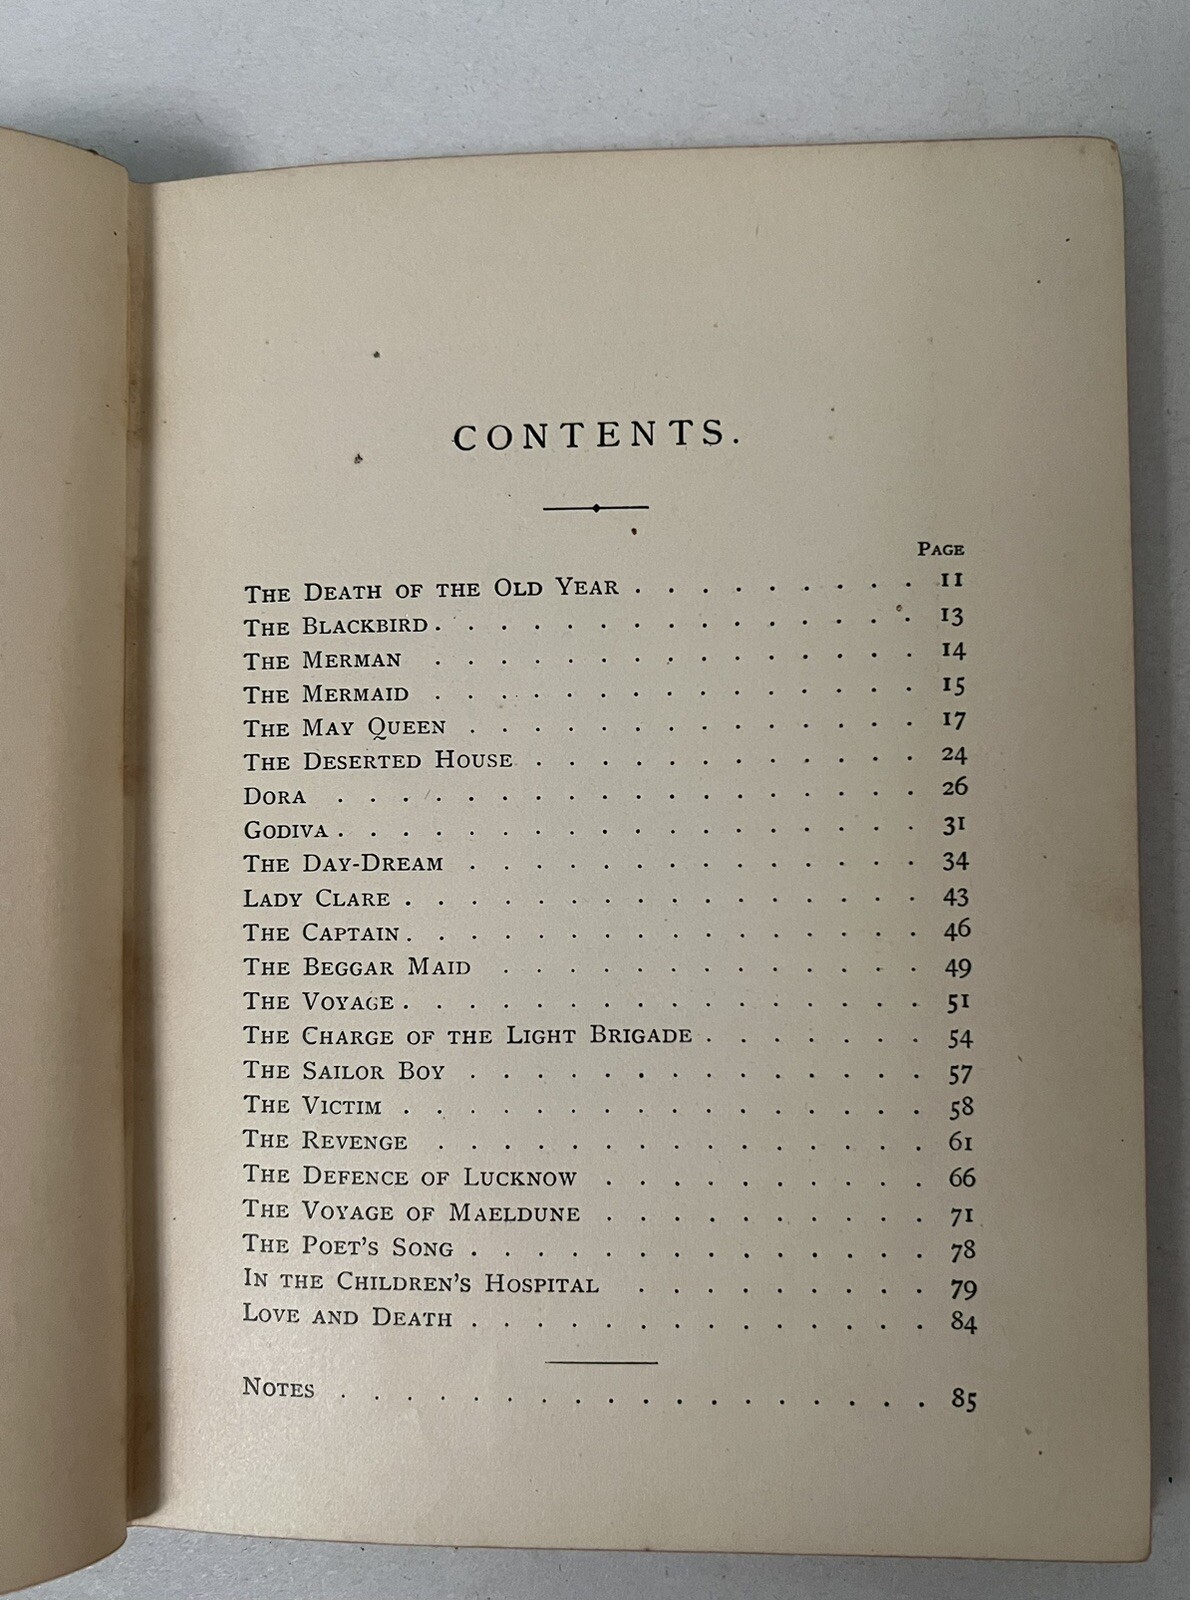 CONTENTS.
PAGE
THE DEATH OF THE OLD YEAR . . . . . . . . . 11
THE BLACKBIRD . . . . . . . . . . . . . . . 13
THE MERMAN . . . . . . . . . . . . . . . 14
THE MERMAID . . . . . . . . . . . . . . . 15
THE MAY QUEEN . . . . . . . . . . . . . . 17
THE DESERTED HOUSE . . . . . . . . . . . . 24
DORA . . . . . . . . . . . . . . . . . . 26
GODIVA . . . . . . . . . . . . . . . . . . 31
THE DAY-DREAM . . . . . . . . . . . . . . 34
LADY CLARE . . . . . . . . . . . . . . . . 43
THE CAPTAIN . . . . . . . . . . . . . . . . 46
THE BEGGAR MAID . . . . . . . . . . . . . 49
THE VOYAGE . . . . . . . . . . . . . . . . 51
THE CHARGE OF THE LIGHT BRIGADE . . . . . . . 54
THE SAILOR BOY . . . . . . . . . . . . . . 57
THE VICTIM . . . . . . . . . . . . . . . . 58
THE REVENGE . . . . . . . . . . . . . . . 61
THE DEFENCE OF LUCKNOW . . . . . . . . . . 66
THE VOYAGE OF MAELDUNE . . . . . . . . . . 71
THE POET'S SONG . . . . . . . . . . . . . . 78
IN THE CHILDREN'S HOSPITAL . . . . . . . . . 79
LOVE AND DEATH . . . . . . . . . . . . . . 84
NOTES . . . . . . . . . . . . . . . . . . 85